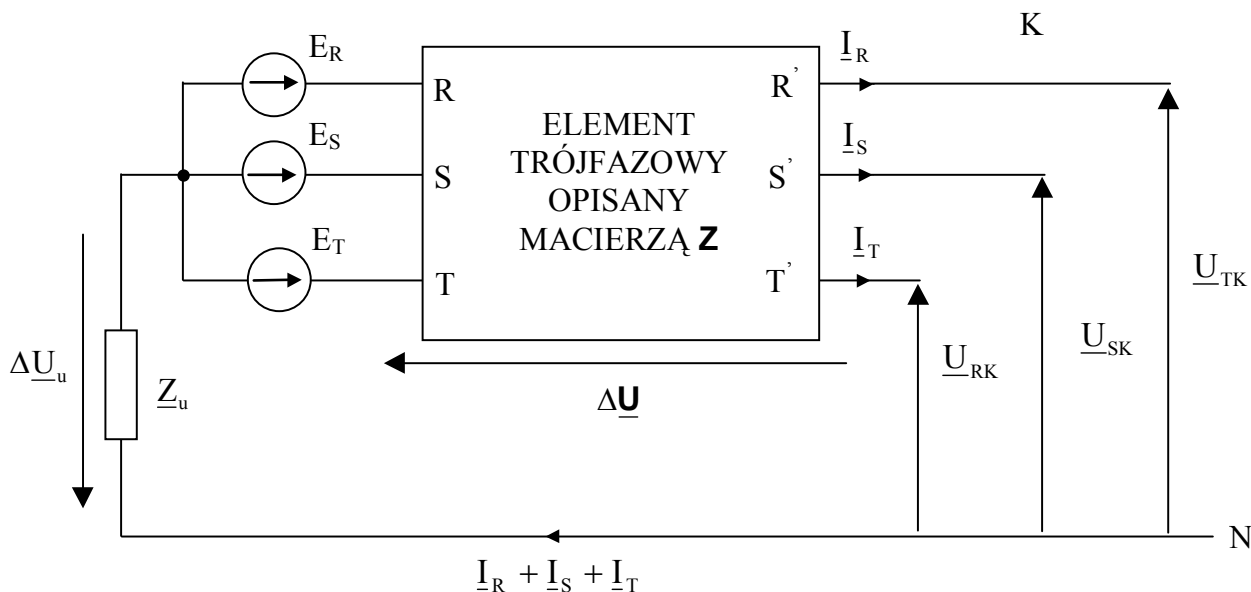 K
E_R
I_R
R
R’
ELEMENT
TRÓJFAZOWY
OPISANY
MACIERZĄ Z
E_S
I_S
S
S’
E_T
I_T
T
T’
U_TK
U_SK
U_RK
ΔU_u
Z_u
ΔU
N
I_R + I_S + I_T